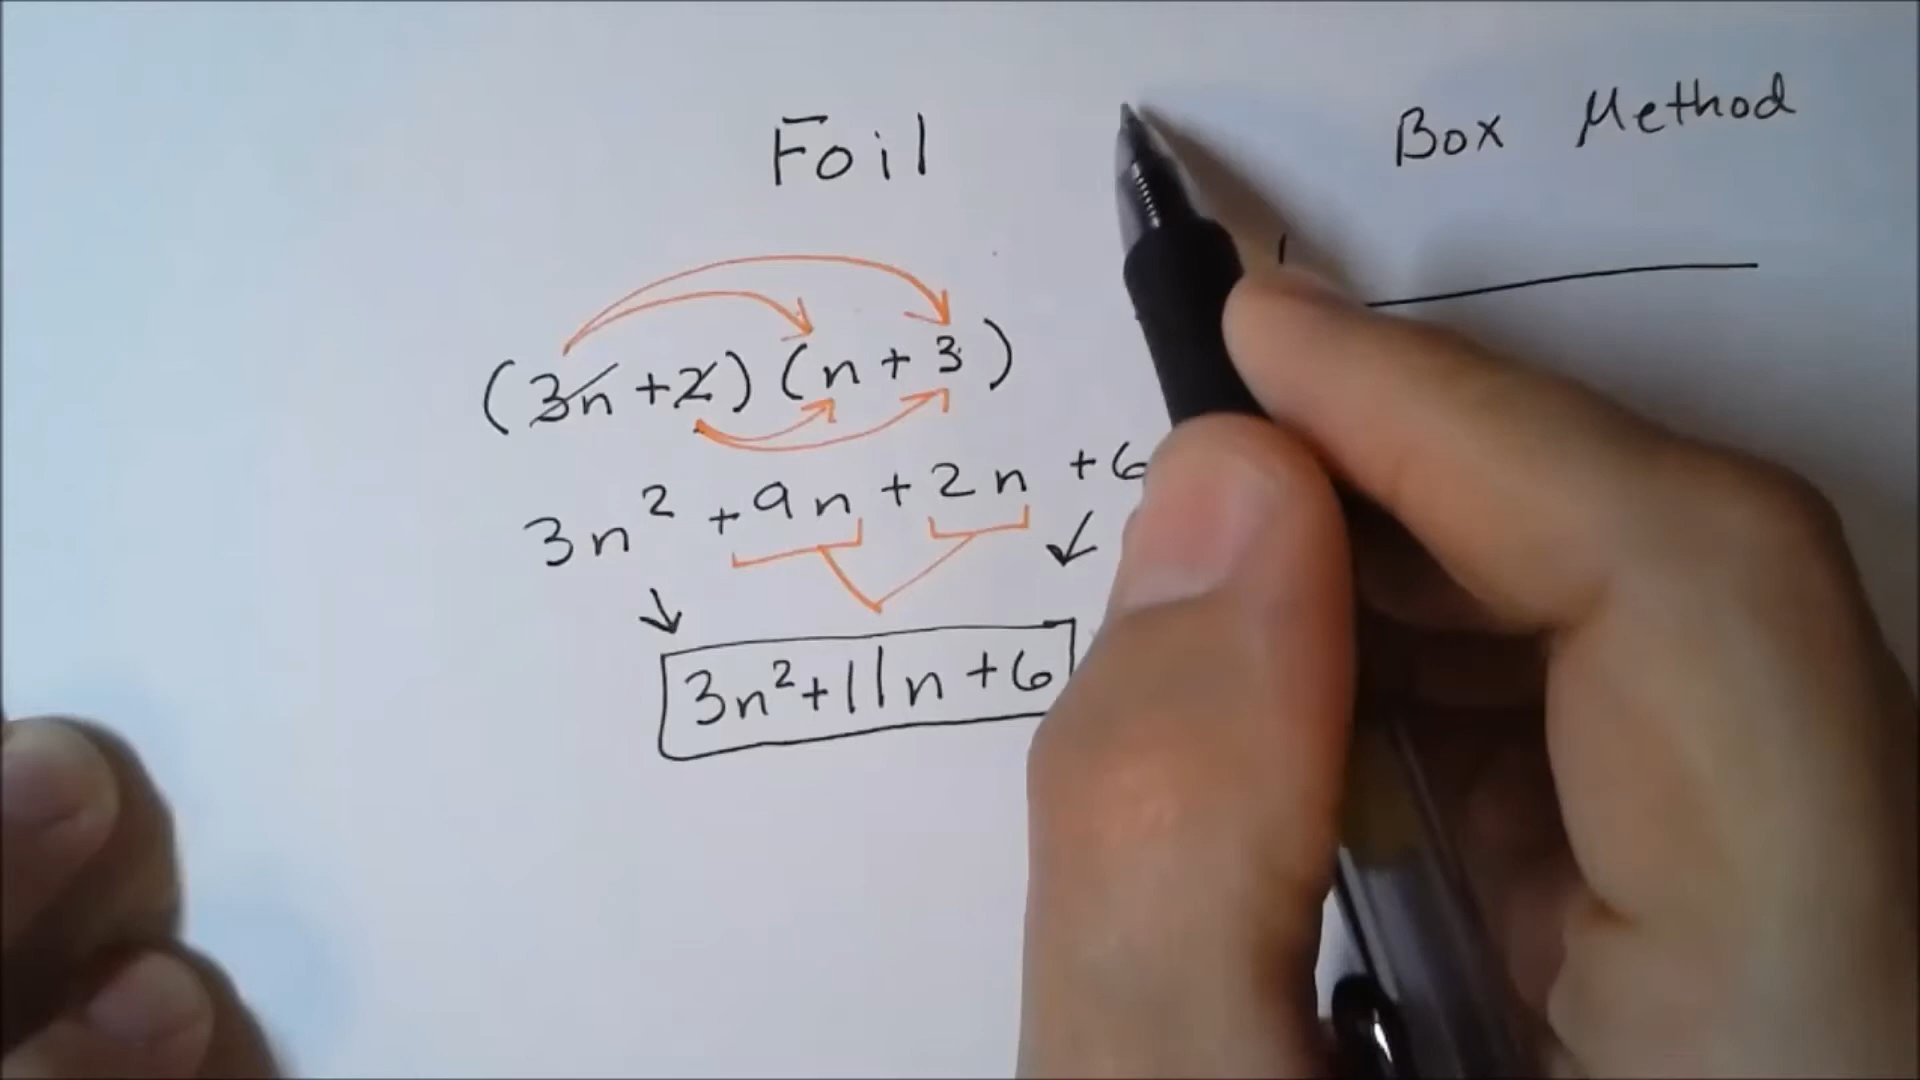 Foil
Box Method
(3n+2)(n+3)
3n² +9n +2n +6
3n²+11n+6